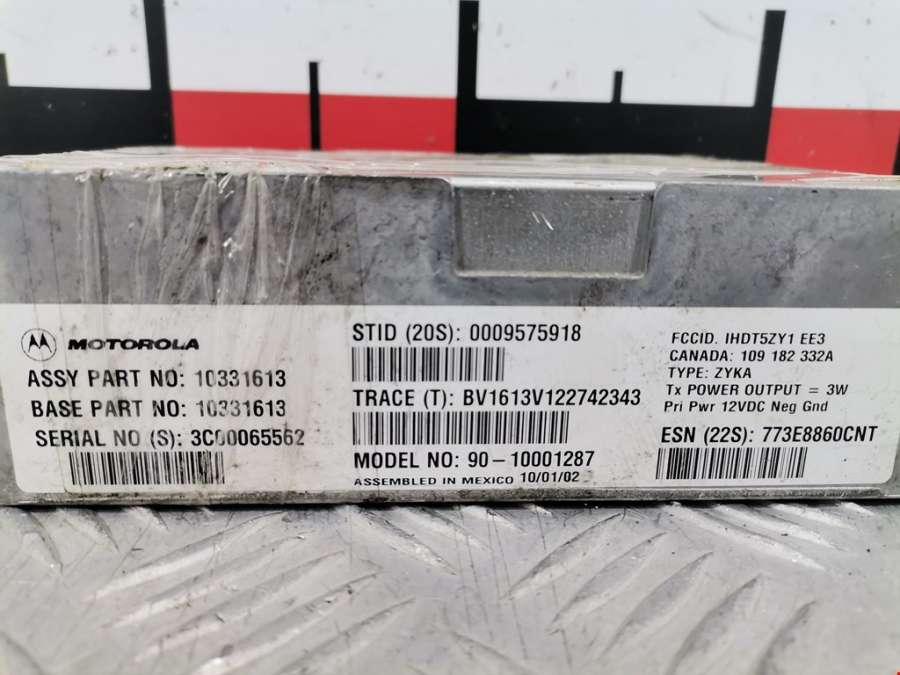 MOTOROLA
ASSY PART NO: 10331613
BASE PART NO: 10331613
SERIAL NO (S): 3C00065562
STID (20S): 0009575918
TRACE (T): BV1613V122742343
MODEL NO: 90-10001287
ASSEMBLED IN MEXICO 10/01/02
FCCID. IHDT5ZY1 EE3
CANADA: 109 182 332A
TYPE: ZYKA
Tx POWER OUTPUT = 3W
Pri Pwr 12VDC Neg Gnd
ESN (22S): 773E8860CNT